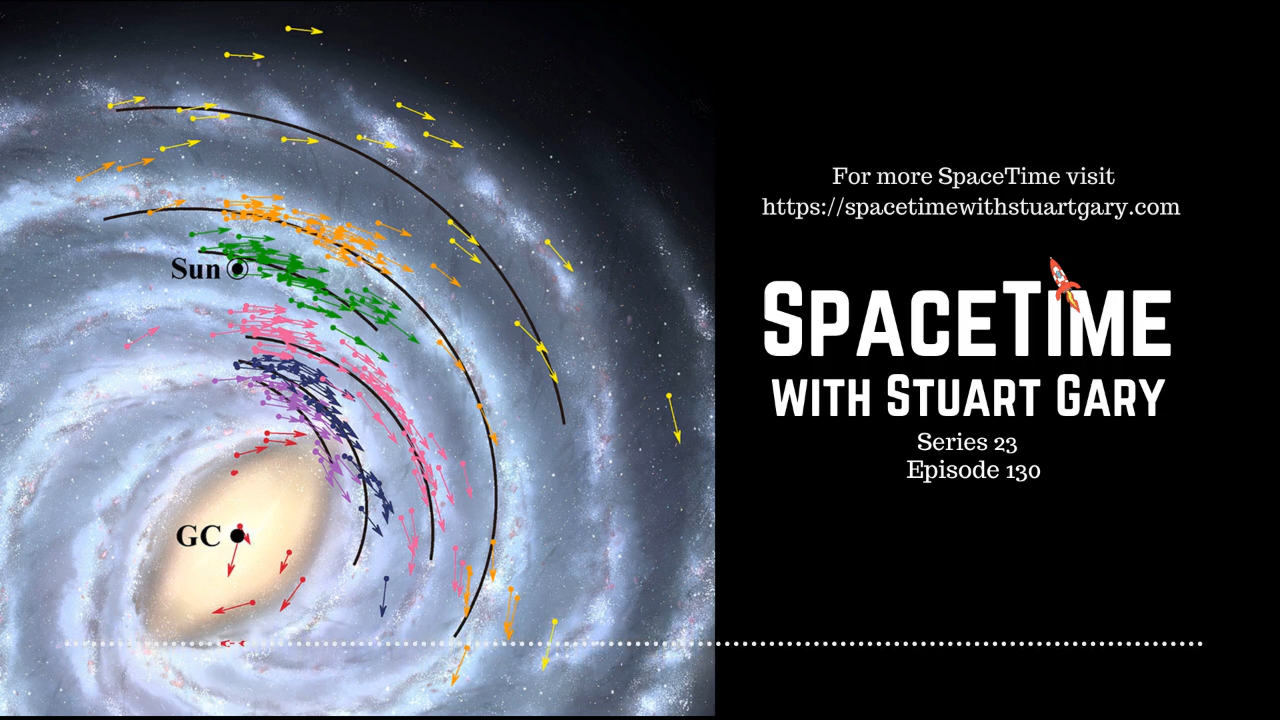 Sun
GC
For more SpaceTime visit
https://spacetimewithstuartgary.com
SPACETIME
WITH STUART GARY
Series 23
Episode 130